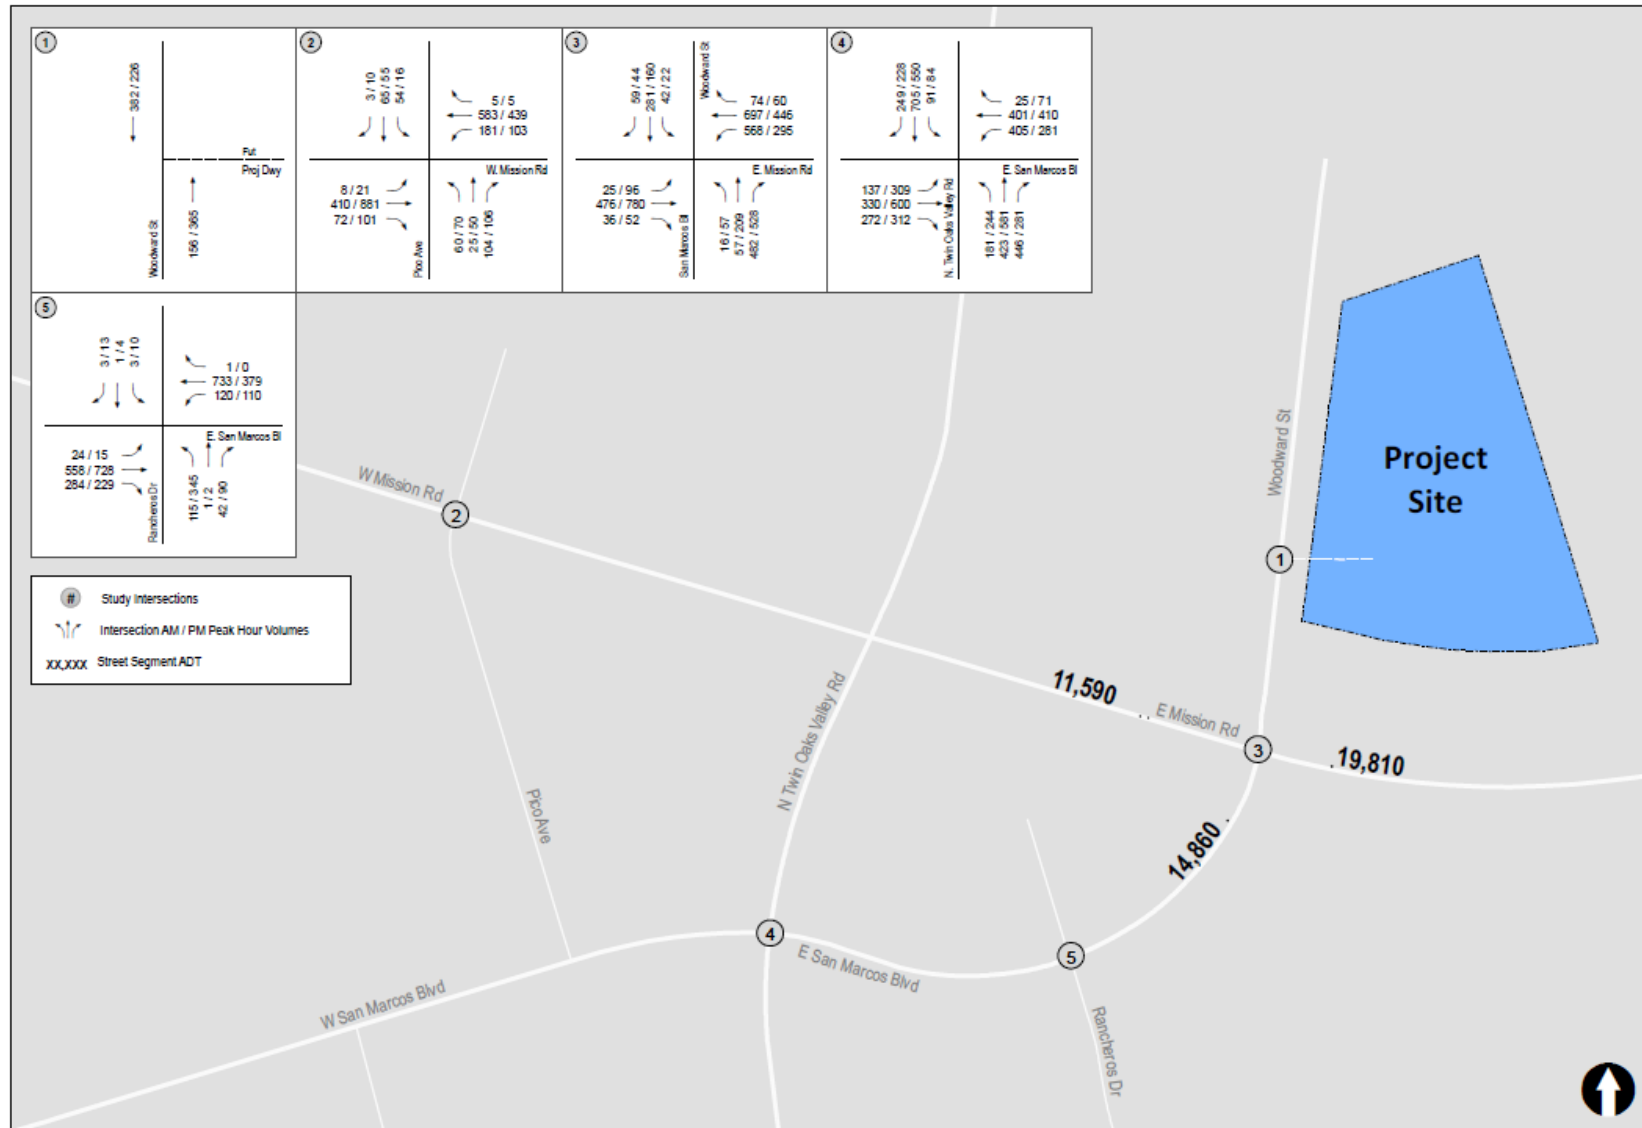 1
382 / 226
Fut
Proj Dwy
Woodward St
156 / 365
2
3 / 10
65 / 55
54 / 16
5 / 5
583 / 439
181 / 103
W. Mission Rd
8 / 21
410 / 881
72 / 101
Pico Ave
60 / 70
25 / 50
104 / 106
3
59 / 44
281 / 160
42 / 22
Woodward St
74 / 60
697 / 446
568 / 295
E. Mission Rd
25 / 96
476 / 780
36 / 52
San Marcos Bl
16 / 57
57 / 209
482 / 528
4
249 / 228
705 / 550
91 / 84
25 / 71
401 / 410
405 / 281
E. San Marcos Bl
137 / 309
330 / 600
272 / 312
N. Twin Oaks Valley Rd
181 / 244
423 / 581
446 / 281
5
3 / 13
1 / 4
3 / 10
1 / 0
733 / 379
120 / 110
E. San Marcos Bl
24 / 15
558 / 728
284 / 229
Rancheros Dr
115 / 345
1 / 2
42 / 90
# Study Intersections
Intersection AM / PM Peak Hour Volumes
XX,XXX Street Segment ADT
W Mission Rd
2
Woodward St
Project
Site
1
11,590
E Mission Rd
3
19,810
N Twin Oaks Valley Rd
Pico Ave
14,860
4
E San Marcos Blvd
5
W San Marcos Blvd
Rancheros Dr